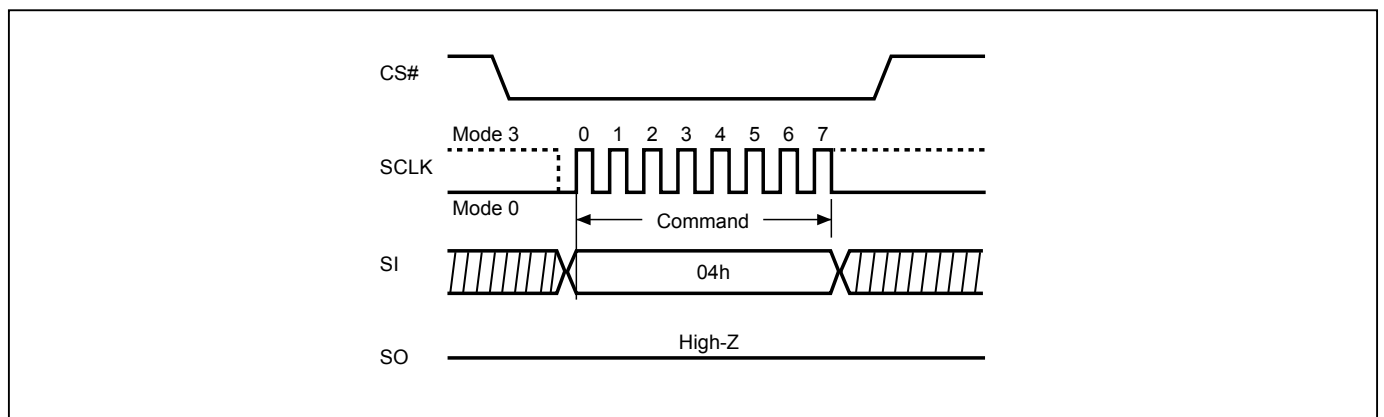 CS#
Mode 3 0 1 2 3 4 5 6 7
SCLK
Mode 0
Command
SI
04h
High-Z
SO